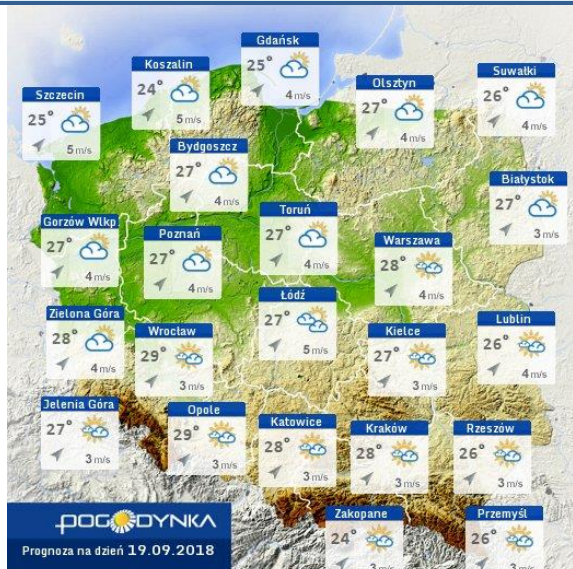 Gdańsk
25°
4 m/s
Koszalin
24°
5 m/s
Suwałki
26°
4 m/s
Olsztyn
27°
4 m/s
Szczecin
25°
5 m/s
Bydgoszcz
27°
4 m/s
Białystok
27°
3 m/s
Toruń
27°
4 m/s
Gorzów Wlkp
27°
4 m/s
Poznań
27°
4 m/s
Warszawa
28°
4 m/s
Łódź
27°
5 m/s
Zielona Góra
28°
4 m/s
Wrocław
29°
3 m/s
Kielce
27°
3 m/s
Lublin
26°
4 m/s
Jelenia Góra
27°
3 m/s
Opole
29°
3 m/s
Katowice
28°
3 m/s
Kraków
28°
3 m/s
Rzeszów
26°
3 m/s
Zakopane
24°
3 m/s
Przemyśl
26°
3 m/s
POGODYNKA
Prognoza na dzień 19.09.2018